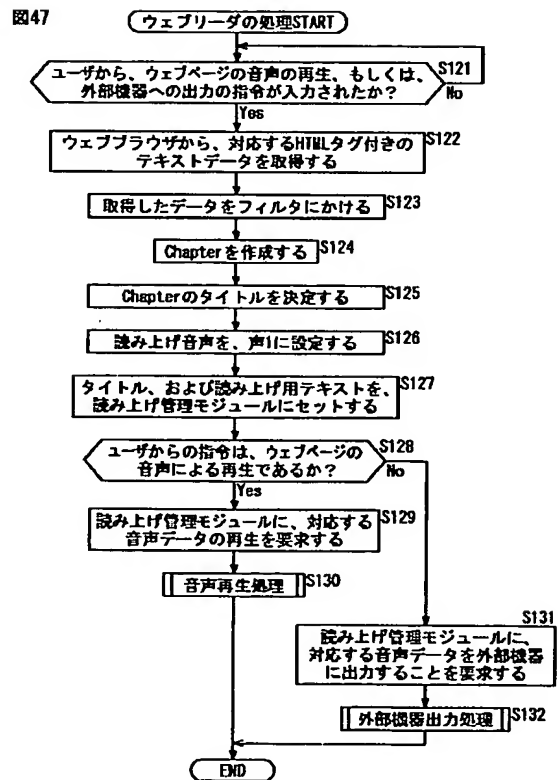 図47
ウェブリーダの処理START
ユーザから、ウェブページの音声の再生、もしくは、
外部機器への出力の指令が入力されたか？
S121
No
Yes
ウェブブラウザから、対応するHTMLタグ付きの
テキストデータを取得する
S122
取得したデータをフィルタにかける
S123
Chapterを作成する
S124
Chapterのタイトルを決定する
S125
読み上げ音声を、声1に設定する
S126
タイトル、および読み上げ用テキストを、
読み上げ管理モジュールにセットする
S127
ユーザからの指令は、ウェブページの
音声による再生であるか？
S128
No
Yes
読み上げ管理モジュールに、対応する
音声データの再生を要求する
S129
音声再生処理
S130
S131
読み上げ管理モジュールに、
対応する音声データを外部機器
に出力することを要求する
外部機器出力処理
S132
END